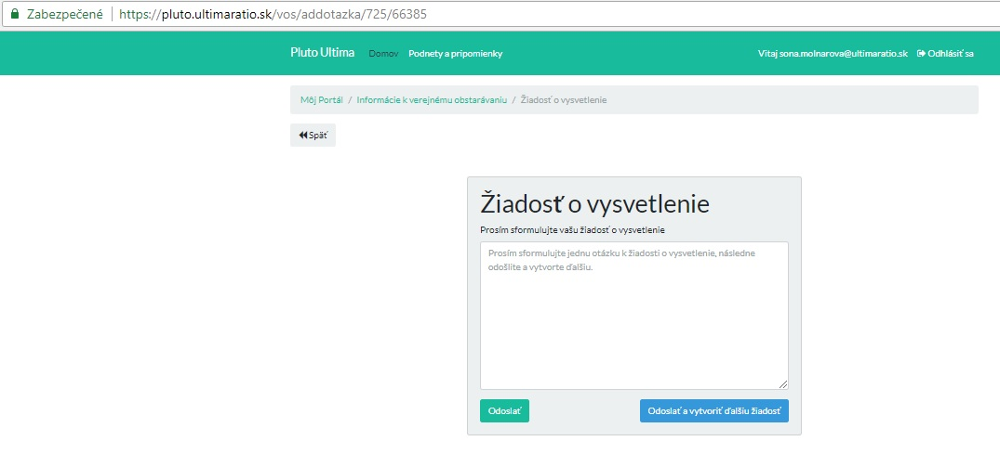 Zabezpečené | https://pluto.ultimaratio.sk/vos/addotazka/725/66385
Pluto Ultima Domov Podnety a pripomienky Vitaj sona.molnarova@ultimaratio.sk Odhlásiť sa
Môj Portál / Informácie k verejnému obstarávaniu / Žiadosť o vysvetlenie
Späť
Žiadosť o vysvetlenie
Prosím sformulujte vašu žiadosť o vysvetlenie
Prosím sformulujte jednu otázku k žiadosti o vysvetlenie, následne
odošlite a vytvorte ďalšiu.
Odoslať Odoslať a vytvoriť ďalšiu žiadosť